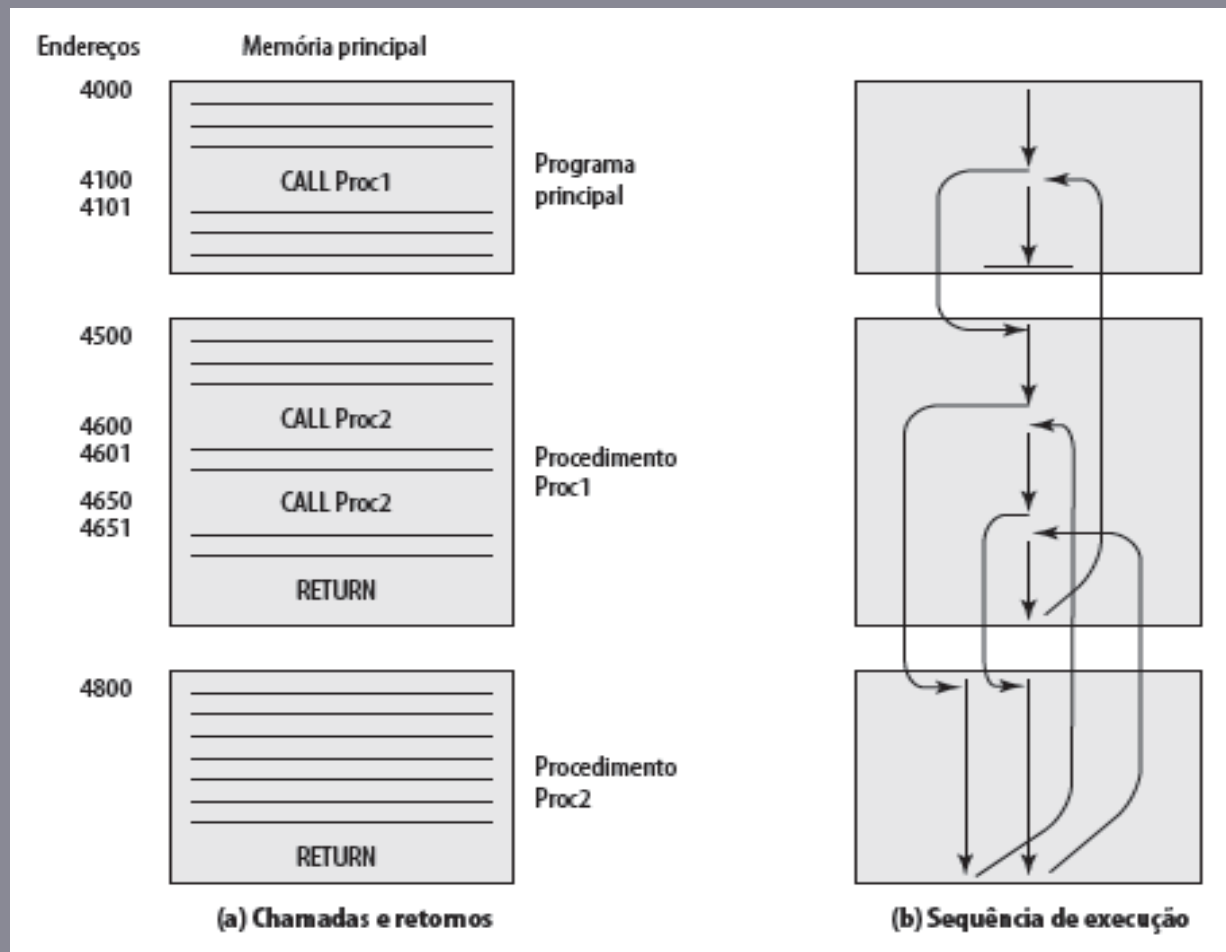 Endereços Memória principal
4000
4100 CALL Proc1
4101
Programa
principal
4500
4600 CALL Proc2
4601
4650 CALL Proc2
4651
RETURN
Procedimento
Proc1
4800
RETURN
Procedimento
Proc2
(a) Chamadas e retornos
(b) Sequência de execução